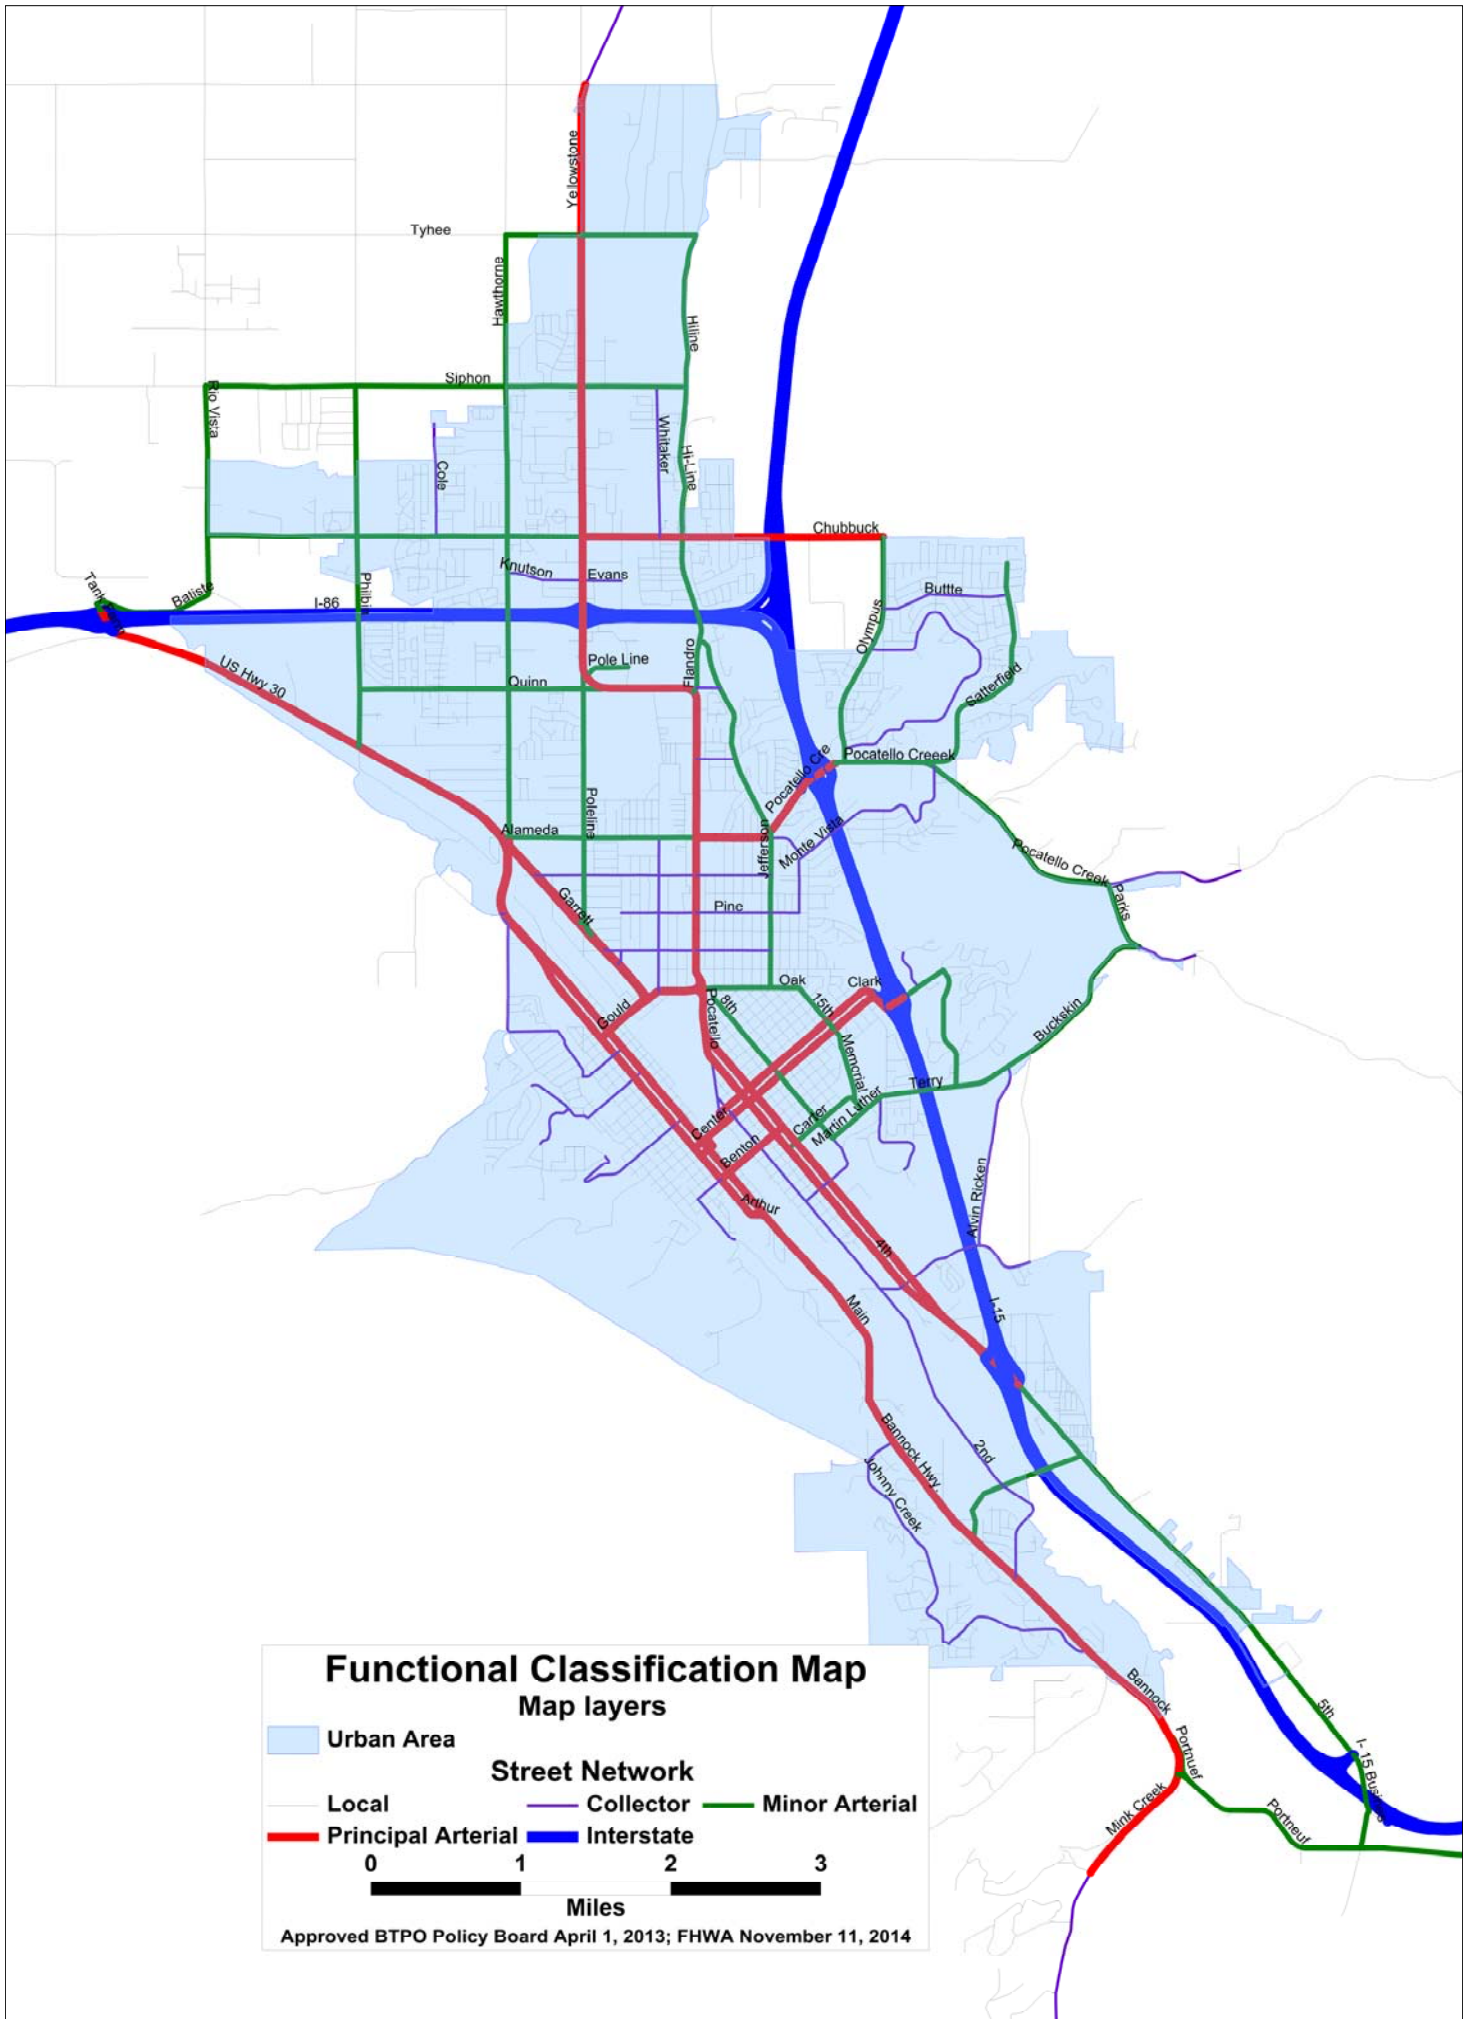 Yellowstone
Tyhee
Hawthorne
Hiline
Siphon
Rio Vista
Whitaker
Hi-Line
Cole
Chubbuck
Knutson
Evans
Buttte
Tank
Batiste
Philbin
I-86
Olympus
Pole Line
Flandro
US Hwy 30
Quinn
Satterfield
Pocatello Cre
Pocatello Creeek
Poleline
Alameda
Jefferson
Monte Vista
Pocatello Creek
Parks
Garrett
Pinc
Oak
Clark
Pocatello
8th
15th
Gould
Buckskin
Memorial
Terry
Center
Carter
Martin Luther
Benton
Arthur
Alvin Ricken
4th
Main
I-15
Bannock Hwy.
2nd
Johnny Creek
Bannock
5th
Portnuef
I- 15 Business
Mink Creek
Portneuf
Functional Classification Map
Map layers
Urban Area
Street Network
Local Collector Minor Arterial
Principal Arterial Interstate
0 1 2 3
Miles
Approved BTPO Policy Board April 1, 2013; FHWA November 11, 2014